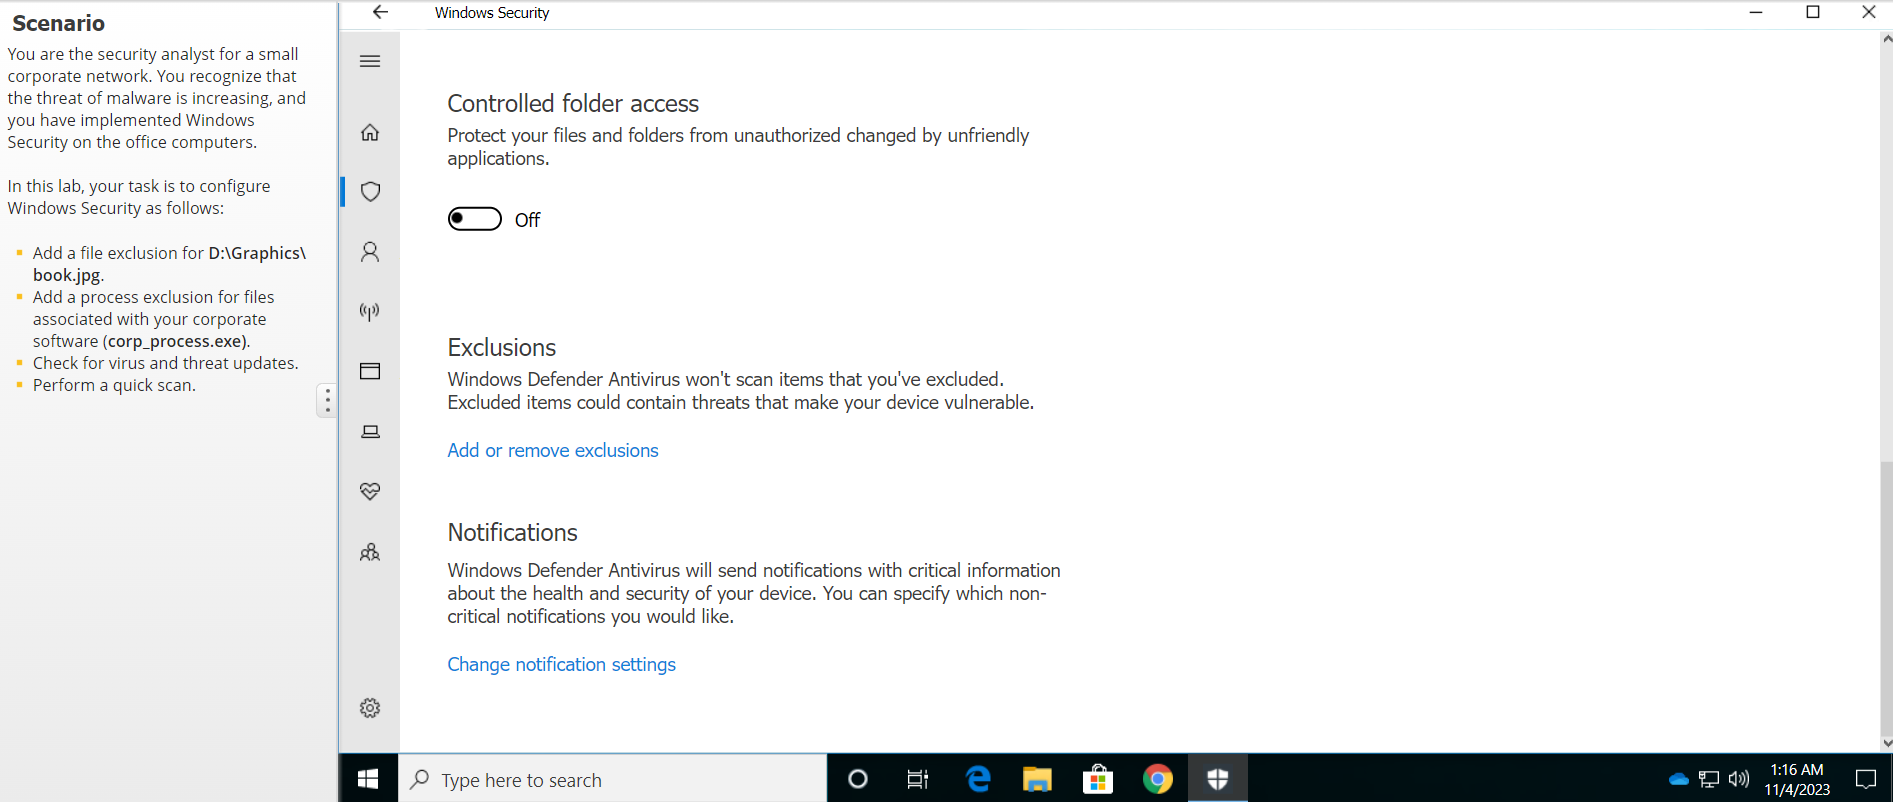 Scenario
You are the security analyst for a small
corporate network. You recognize that
the threat of malware is increasing, and
you have implemented Windows
Security on the office computers.
In this lab, your task is to configure
Windows Security as follows:
Add a file exclusion for D:\Graphics\
book.jpg.
Add a process exclusion for files
associated with your corporate
software (corp_process.exe).
Check for virus and threat updates.
Perform a quick scan.
Windows Security
Controlled folder access
Protect your files and folders from unauthorized changed by unfriendly
applications.
Off
Exclusions
Windows Defender Antivirus won't scan items that you've excluded.
Excluded items could contain threats that make your device vulnerable.
Add or remove exclusions
Notifications
Windows Defender Antivirus will send notifications with critical information
about the health and security of your device. You can specify which non-
critical notifications you would like.
Change notification settings
Type here to search
1:16 AM
11/4/2023